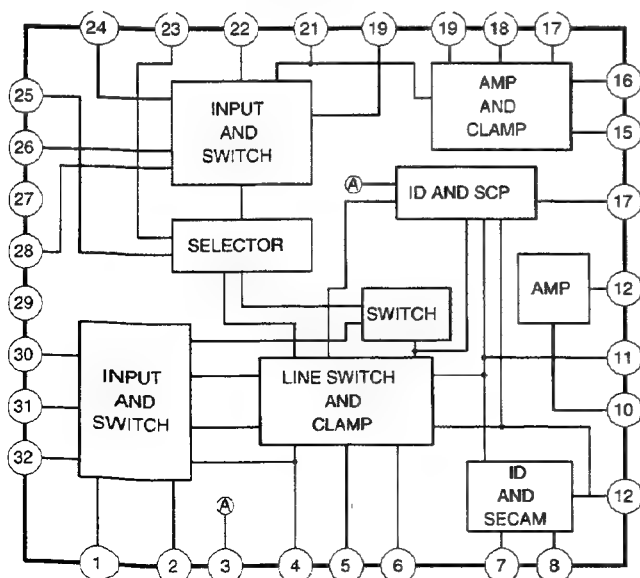 24 23 22 21 19 19 18 17
25
26
27
28
29
30
31
32
16
15
17
12
11
10
12
INPUT
AND
SWITCH
AMP
AND
CLAMP
A
ID AND SCP
SELECTOR
AMP
SWITCH
INPUT
AND
SWITCH
LINE SWITCH
AND
CLAMP
ID
AND
SECAM
A
1 2 3 4 5 6 7 8